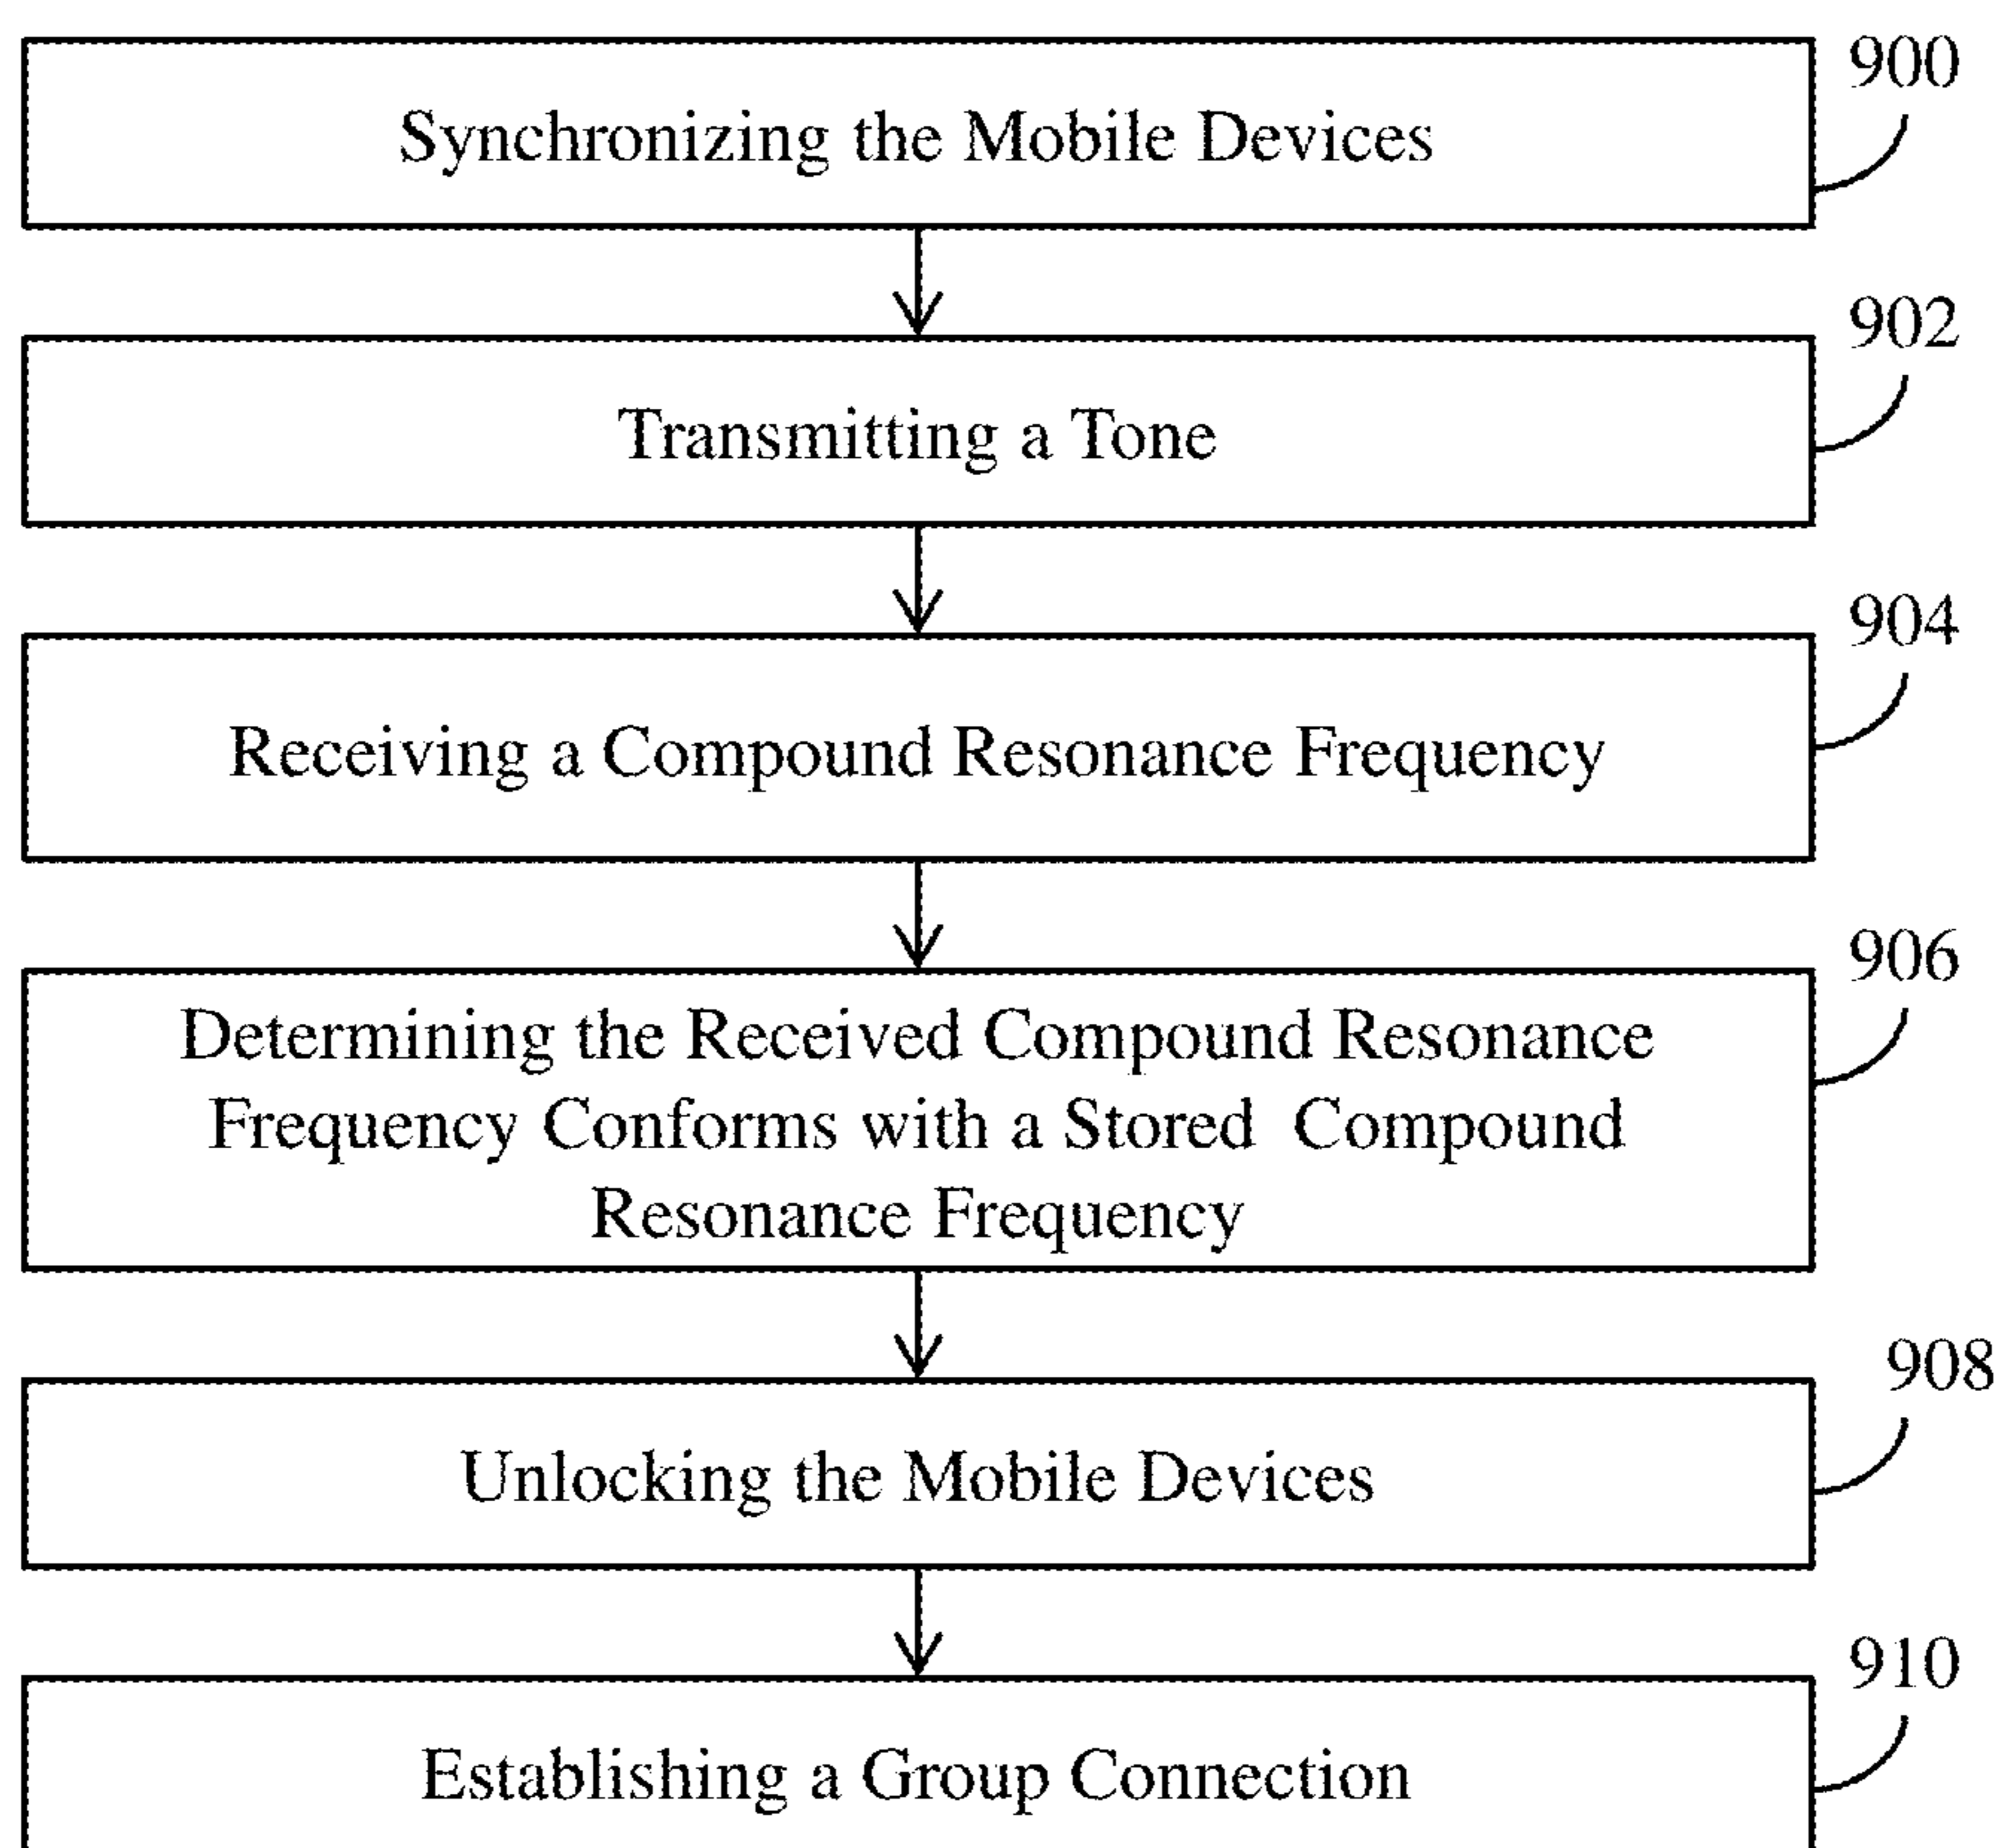 900
Synchronizing the Mobile Devices
902
Transmitting a Tone
904
Receiving a Compound Resonance Frequency
906
Determining the Received Compound Resonance
Frequency Conforms with a Stored Compound
Resonance Frequency
908
Unlocking the Mobile Devices
910
Establishing a Group Connection